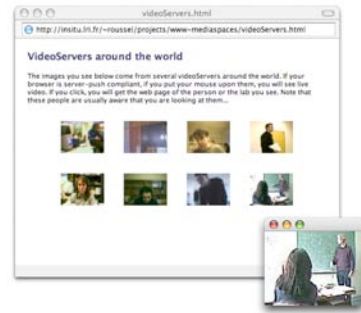 videoServers.html
http://insitu.lri.fr/~roussel/projects/www-mediaspaces/videoServers.html
VideoServers around the world
The images you see below come from several videoServers around the world. If your
browser is server-push compliant, if you put your mouse upon them, you will see live
video. If you click, you will get the web page of the person or the lab you see. Note that
these people are usually aware that you are looking at them...